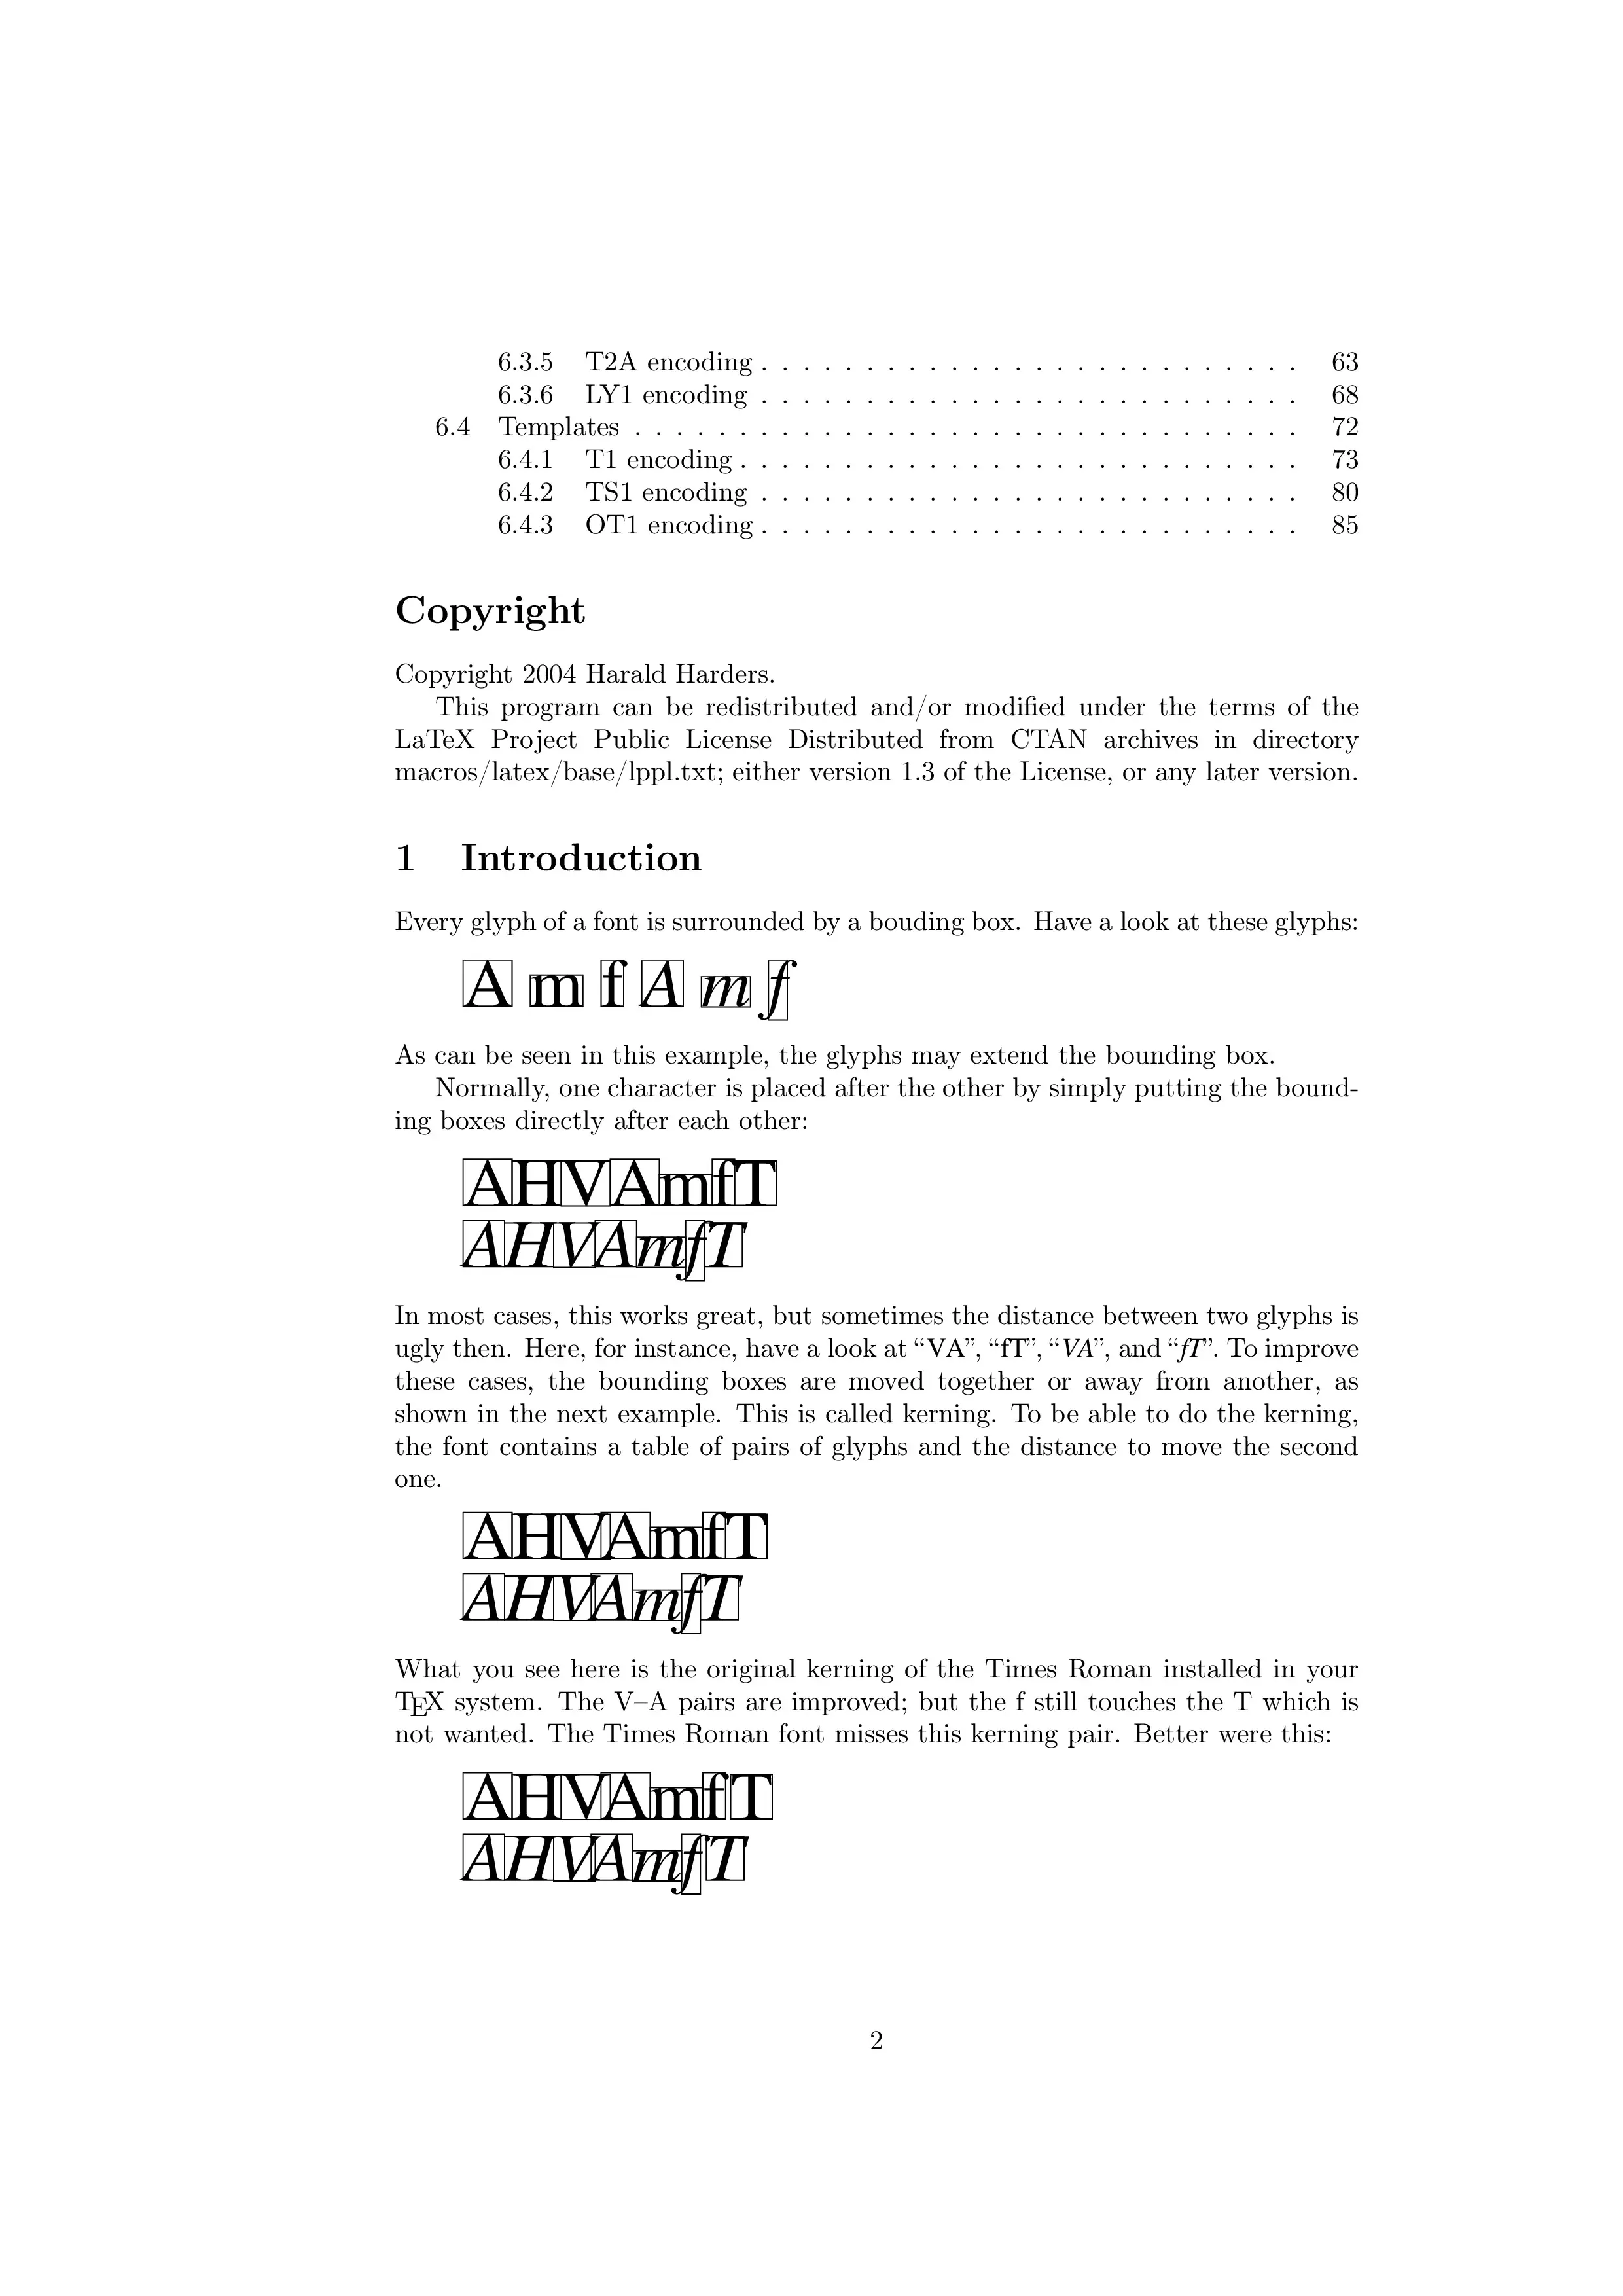 6.3.5 T2A encoding . . . . . . . . . . . . . . . . . . . . . . . . . . 63
6.3.6 LY1 encoding . . . . . . . . . . . . . . . . . . . . . . . . . . 68
6.4 Templates . . . . . . . . . . . . . . . . . . . . . . . . . . . . . . . . 72
6.4.1 T1 encoding . . . . . . . . . . . . . . . . . . . . . . . . . . . 73
6.4.2 TS1 encoding . . . . . . . . . . . . . . . . . . . . . . . . . . 80
6.4.3 OT1 encoding . . . . . . . . . . . . . . . . . . . . . . . . . . 85
Copyright
Copyright 2004 Harald Harders.
This program can be redistributed and/or modified under the terms of the
LaTeX Project Public License Distributed from CTAN archives in directory
macros/latex/base/lppl.txt; either version 1.3 of the License, or any later version.
1 Introduction
Every glyph of a font is surrounded by a bouding box. Have a look at these glyphs:
A m f A m f
As can be seen in this example, the glyphs may extend the bounding box.
Normally, one character is placed after the other by simply putting the bound-
ing boxes directly after each other:
AHVAmfT
AHVAmfT
In most cases, this works great, but sometimes the distance between two glyphs is
ugly then. Here, for instance, have a look at “VA”, “fT”, “VA”, and “fT”. To improve
these cases, the bounding boxes are moved together or away from another, as
shown in the next example. This is called kerning. To be able to do the kerning,
the font contains a table of pairs of glyphs and the distance to move the second
one.
AHVAmfT
AHVAmfT
What you see here is the original kerning of the Times Roman installed in your
TEX system. The V–A pairs are improved; but the f still touches the T which is
not wanted. The Times Roman font misses this kerning pair. Better were this:
AHVAmfT
AHVAmfT
2